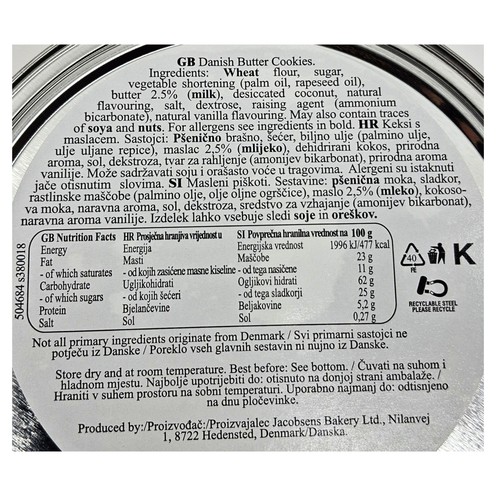 GB Danish Butter Cookies.
Ingredients: Wheat flour, sugar,
vegetable shortening (palm oil, rapeseed oil),
butter 2.5% (milk), desiccated coconut, natural
flavouring, salt, dextrose, raising agent (ammonium
bicarbonate), natural vanilla flavouring. May also contain traces
of soya and nuts. For allergens see ingredients in bold. HR Keksi s
maslacem. Sastojci: Pšenično brašno, šećer, biljno ulje (palmino ulje,
ulje uljane repice), maslac 2,5% (mlijeko), dehidrirani kokos, prirodna
aroma, sol, dekstroza, tvar za rahljenje (amonijev bikarbonat), prirodna aroma
vanilije. Može sadržavati soju i orašasto voće u tragovima. Alergeni su istaknuti
jače otisnutim slovima. SI Masleni piškoti. Sestavine: pšenična moka, sladkor,
rastlinske maščobe (palmino olje, olje oljne ogrščice), maslo 2,5% (mleko), kokoso-
va moka, naravna aroma, sol, dekstroza, sredstvo za vzhajanje (amonijev bikarbonat),
naravna aroma vanilije. Izdelek lahko vsebuje sledi soje in oreškov.
GB Nutrition Facts HR Prosječna hranjiva vrijednost u SI Povprečna hranilna vrednost na 100 g
Energy Energija Energijska vrednost 1996 kJ/477 kcal
Fat Masti Maščobe 23 g
- of which saturates - od kojih zasićene masne kiseline - od tega nasičene 11 g
Carbohydrate Ugljikohidrati Ogljikovi hidrati 62 g
- of which sugars - od kojih šećeri - od tega sladkorji 25 g
Protein Bjelančevine Beljakovine 5,2 g
Salt Sol Sol 0,27 g
504684 s380018
40
PE
K
RECYCLABLE STEEL
PLEASE RECYCLE
Not all primary ingredients originate from Denmark / Svi primarni sastojci ne
potječu iz Danske / Poreklo vseh glavnih sestavin ni nujno iz Danske.
Store dry and at room temperature. Best before: See bottom. / Čuvati na suhom i
hladnom mjestu. Najbolje upotrijebiti do: otisnuto na donjoj strani ambalaže. /
Hraniti v suhem prostoru na sobni temperaturi. Uporabno najmanj do: odtisnjeno
na dnu pločevinke.
Produced by:/Proizvođač:/Proizvajalec Jacobsens Bakery Ltd., Nilanvej
1, 8722 Hedensted, Denmark/Danska.